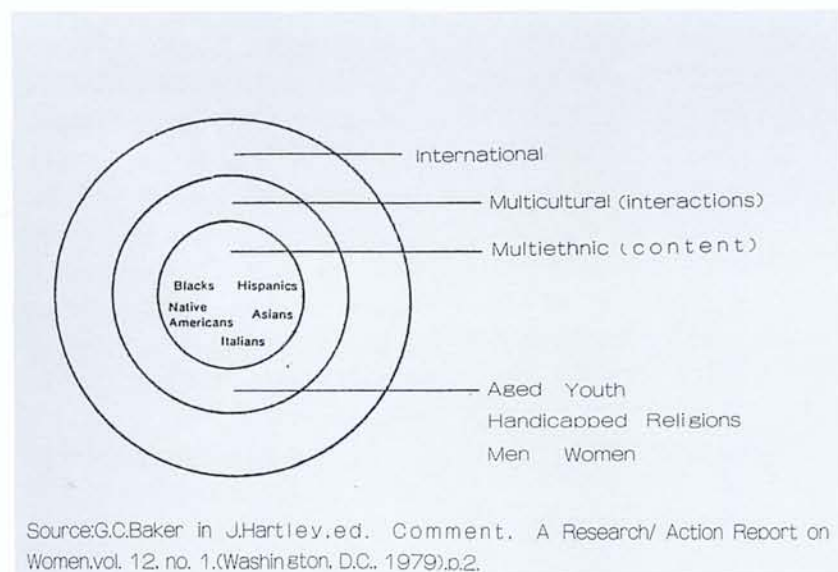 International
Multicultural (interactions)
Multiethnic (content)
Blacks Hispanics
Native
Americans Asians
Italians
Aged Youth
Handicapped Religions
Men Women
Source:G.C.Baker in J.Hartley.ed. Comment. A Research/ Action Report on
Women.vol. 12. no. 1.(Washington. D.C.. 1979).p.2.